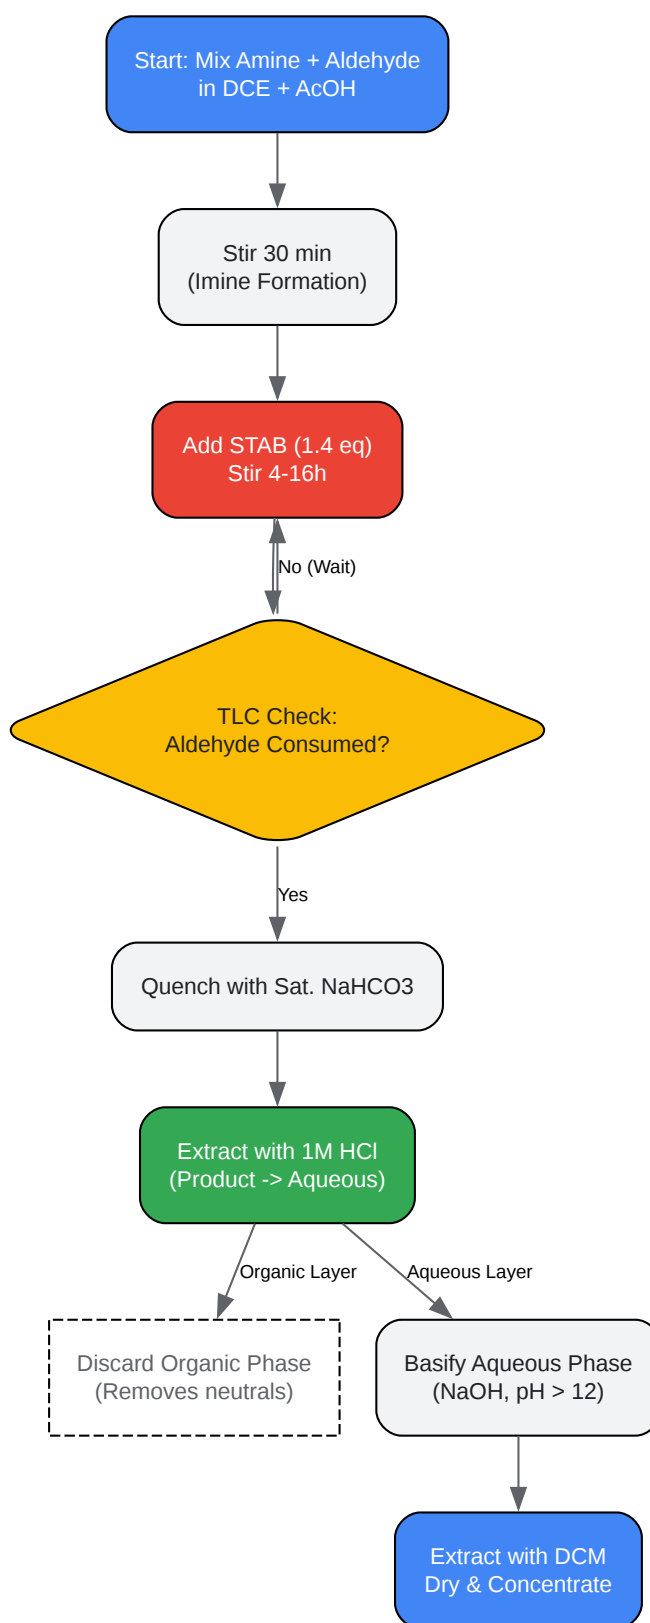 Start: Mix Amine + Aldehyde
in DCE + AcOH
Stir 30 min
(Imine Formation)
Add STAB (1.4 eq)
Stir 4-16h
No (Wait)
TLC Check:
Aldehyde Consumed?
Yes
Quench with Sat. NaHCO3
Extract with 1M HCl
(Product -> Aqueous)
Organic Layer
Aqueous Layer
Discard Organic Phase
(Removes neutrals)
Basify Aqueous Phase
(NaOH, pH > 12)
Extract with DCM
Dry & Concentrate